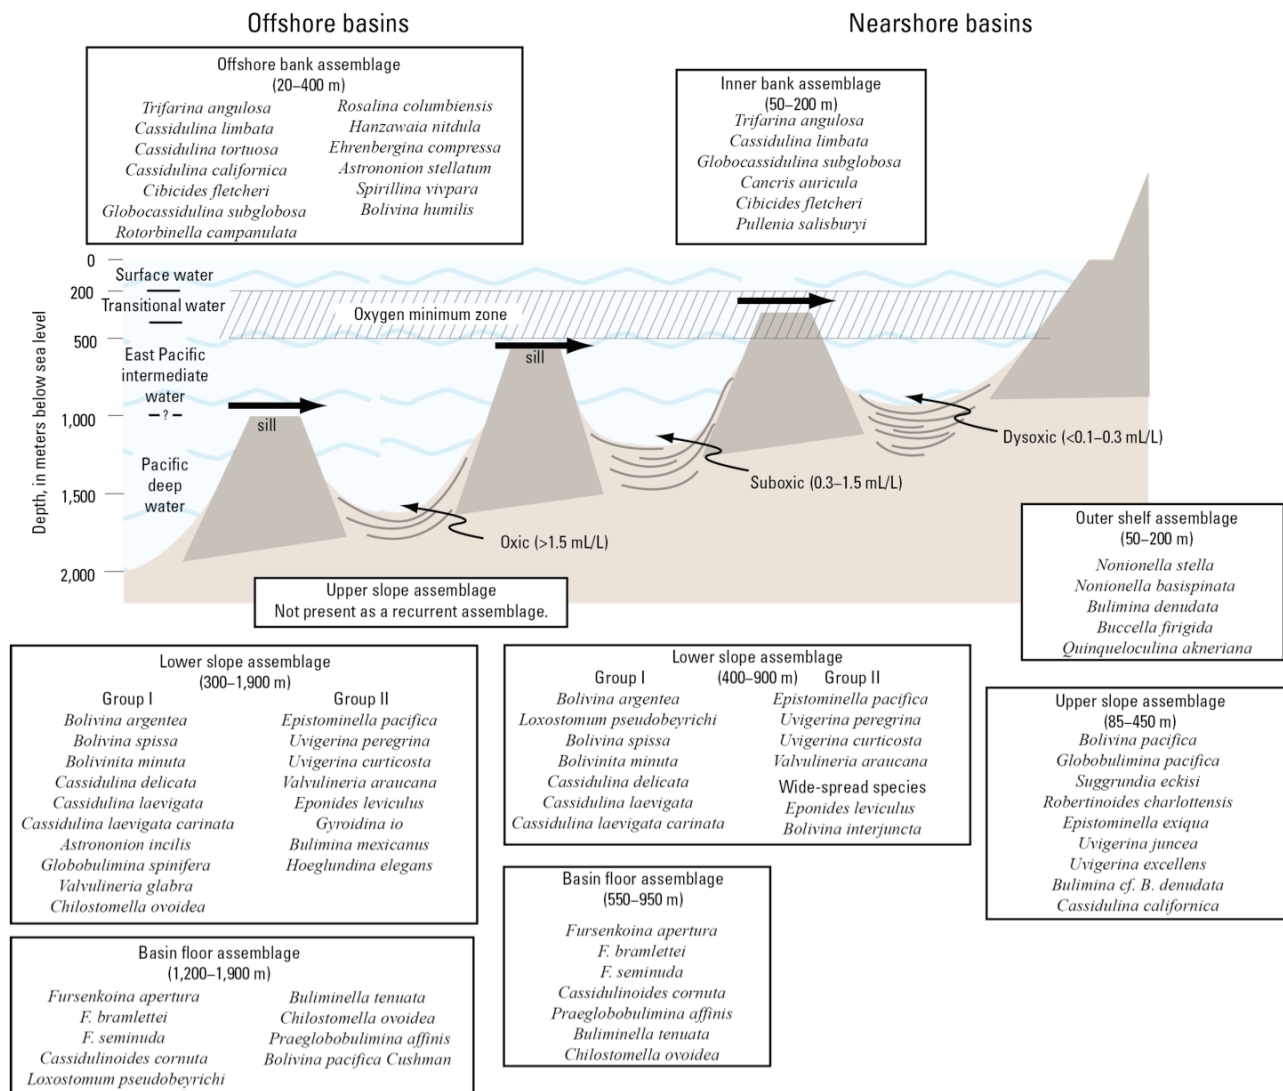 Offshore basins
Nearshore basins
Offshore bank assemblage
(20–400 m)
Trifarina angulosa
Cassidulina limbata
Cassidulina tortuosa
Cassidulina californica
Cibicides fletcheri
Globocassidulina subglobosa
Rotorbinella campanulata
Rosalina columbiensis
Hanzawaia nitdula
Ehrenbergina compressa
Astrononion stellatum
Spirillina vivpara
Bolivina humilis
Inner bank assemblage
(50–200 m)
Trifarina angulosa
Cassidulina limbata
Globocassidulina subglobosa
Cancris auricula
Cibicides fletcheri
Pullenia salisburyi
Depth, in meters below sea level
0
200
500
1,000
1,500
2,000
Surface water
Transitional water
East Pacific
intermediate
water
?
Pacific
deep
water
Oxygen minimum zone
sill
sill
Oxic (>1.5 mL/L)
Suboxic (0.3–1.5 mL/L)
Dysoxic (<0.1–0.3 mL/L)
Upper slope assemblage
Not present as a recurrent assemblage.
Outer shelf assemblage
(50–200 m)
Nonionella stella
Nonionella basispinata
Bulimina denudata
Buccella firigida
Quinqueloculina akneriana
Lower slope assemblage
(300–1,900 m)
Group I
Bolivina argentea
Bolivina spissa
Bolivinita minuta
Cassidulina delicata
Cassidulina laevigata
Cassidulina laevigata carinata
Astrononion incilis
Globobulimina spinifera
Valvulineria glabra
Chilostomella ovoidea
Group II
Epistominella pacifica
Uvigerina peregrina
Uvigerina curticosta
Valvulineria araucana
Eponides leviculus
Gyroidina io
Bulimina mexicanus
Hoeglundina elegans
Lower slope assemblage
(400–900 m)
Group I
Bolivina argentea
Loxostomum pseudobeyrichi
Bolivina spissa
Bolivinita minuta
Cassidulina delicata
Cassidulina laevigata
Cassidulina laevigata carinata
Group II
Epistominella pacifica
Uvigerina peregrina
Uvigerina curticosta
Valvulineria araucana
Wide-spread species
Eponides leviculus
Bolivina interjuncta
Upper slope assemblage
(85–450 m)
Bolivina pacifica
Globobulimina pacifica
Suggrundia eckisi
Robertinoides charlottensis
Epistominella exiqua
Uvigerina juncea
Uvigerina excellens
Bulimina cf. B. denudata
Cassidulina californica
Basin floor assemblage
(1,200–1,900 m)
Fursenkoina apertura
F. bramlettei
F. seminuda
Cassidulinoides cornuta
Loxostomum pseudobeyrichi
Buliminella tenuata
Chilostomella ovoidea
Praeglobobulimina affinis
Bolivina pacifica Cushman
Basin floor assemblage
(550–950 m)
Fursenkoina apertura
F. bramlettei
F. seminuda
Cassidulinoides cornuta
Praeglobobulimina affinis
Buliminella tenuata
Chilostomella ovoidea